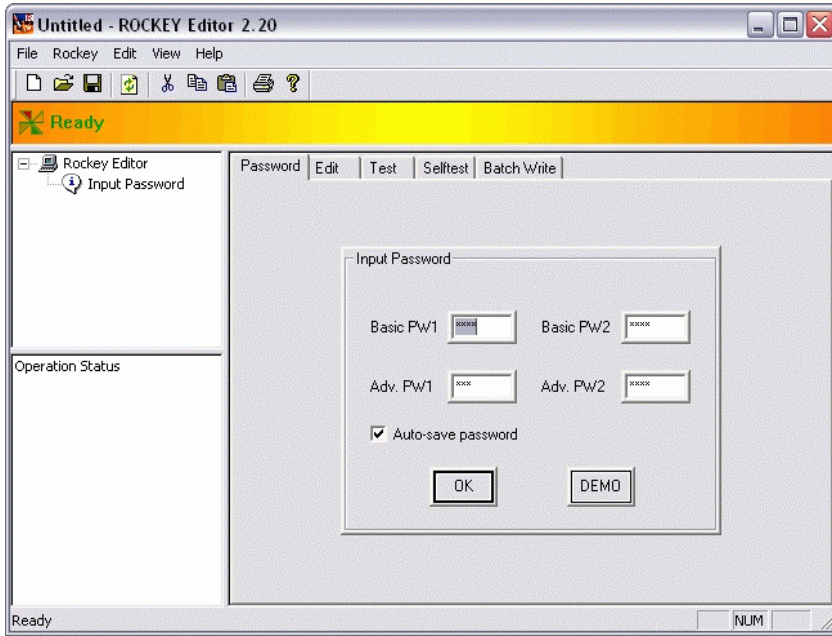 Untitled - ROCKEY Editor 2.20
File Rockey Edit View Help
Ready
Rockey Editor
Input Password
Password Edit Test Selftest Batch Write
Input Password
Basic PW1 **** Basic PW2 ****
Adv. PW1 *** Adv. PW2 ****
Auto-save password
OK DEMO
Operation Status
Ready NUM